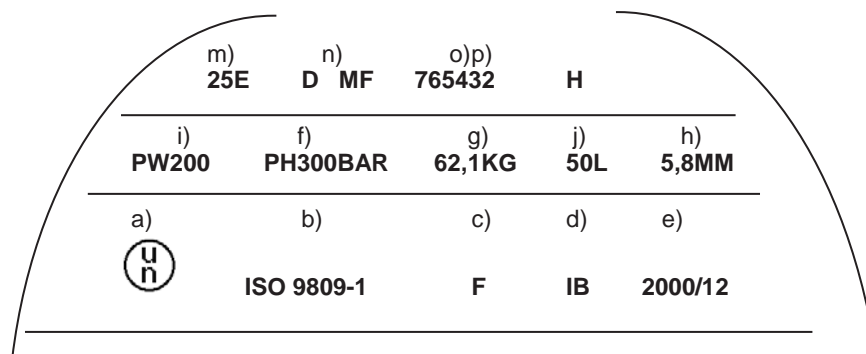 m) n) o)p)
25E D MF 765432 H
i) f) g) j) h)
PW200 PH300BAR 62,1KG 50L 5,8MM
a) b) c) d) e)
u
n
ISO 9809-1 F IB 2000/12